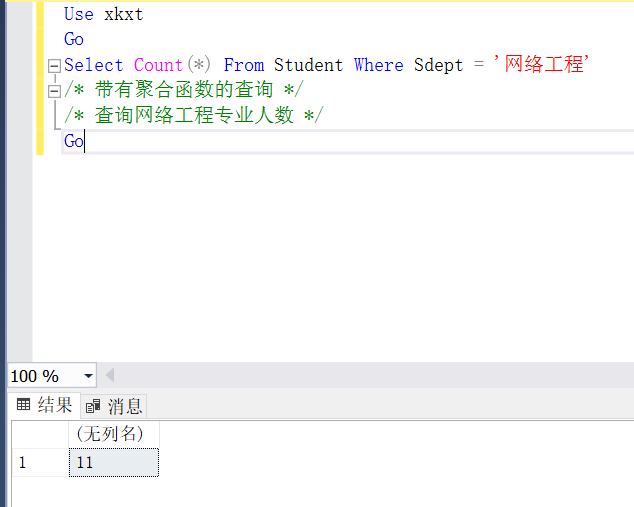 Use xkxt
Go
Select Count(*) From Student Where Sdept = '网络工程'
/* 带有聚合函数的查询 */
/* 查询网络工程专业人数 */
Go
100 %
结果 消息
(无列名)
1 11